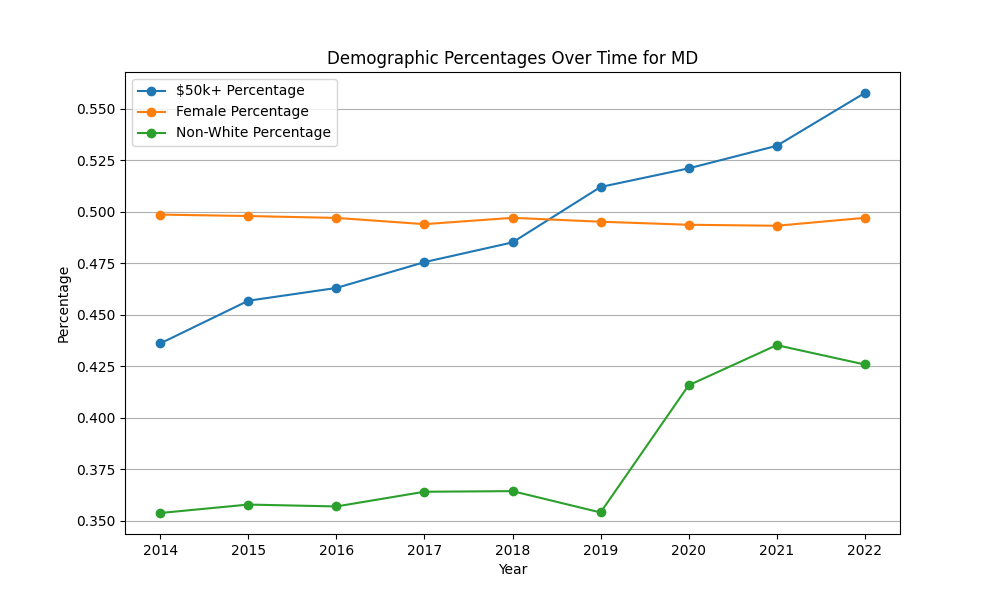 Demographic Percentages Over Time for MD
$50k+ Percentage
Female Percentage
Non-White Percentage
Percentage
0.550
0.525
0.500
0.475
0.450
0.425
0.400
0.375
0.350
2014 2015 2016 2017 2018 2019 2020 2021 2022
Year